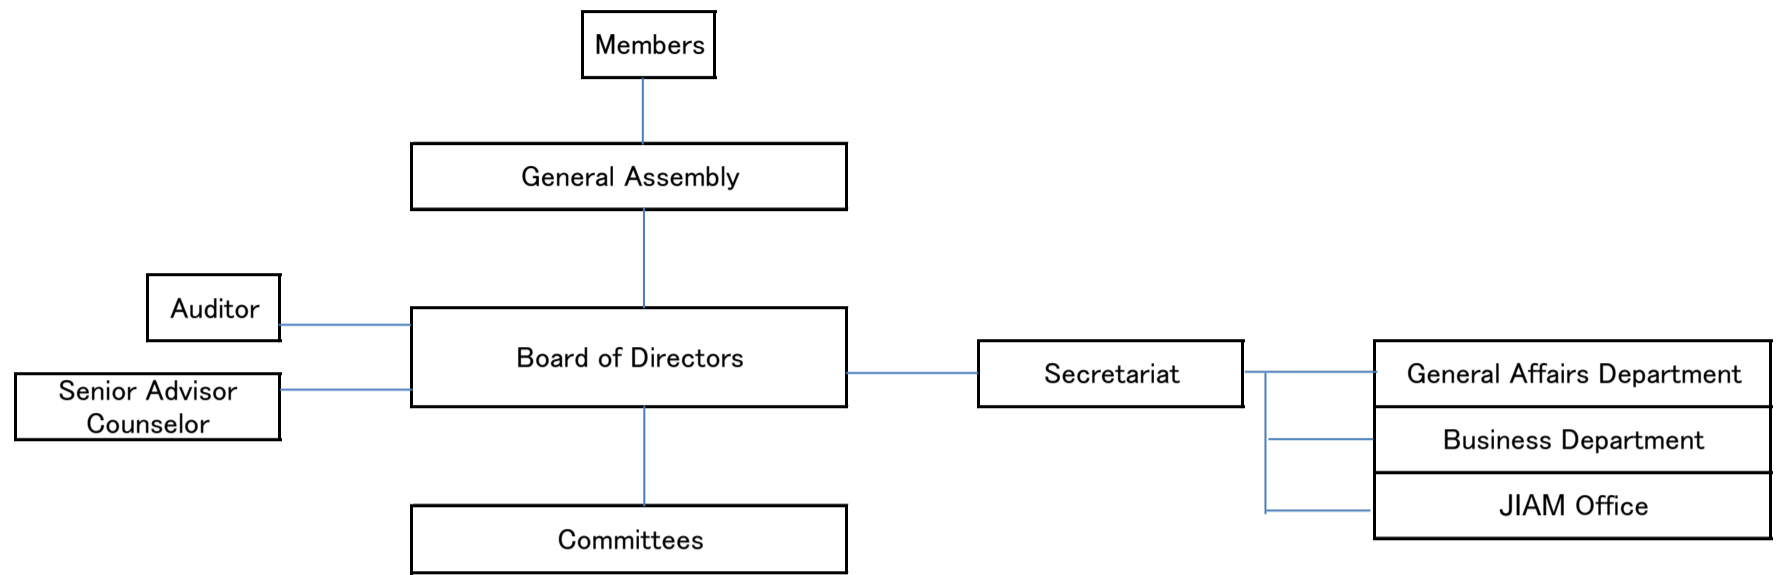 Members
General Assembly
Auditor
Board of Directors
Senior Advisor
Counselor
Secretariat
General Affairs Department
Business Department
JIAM Office
Committees